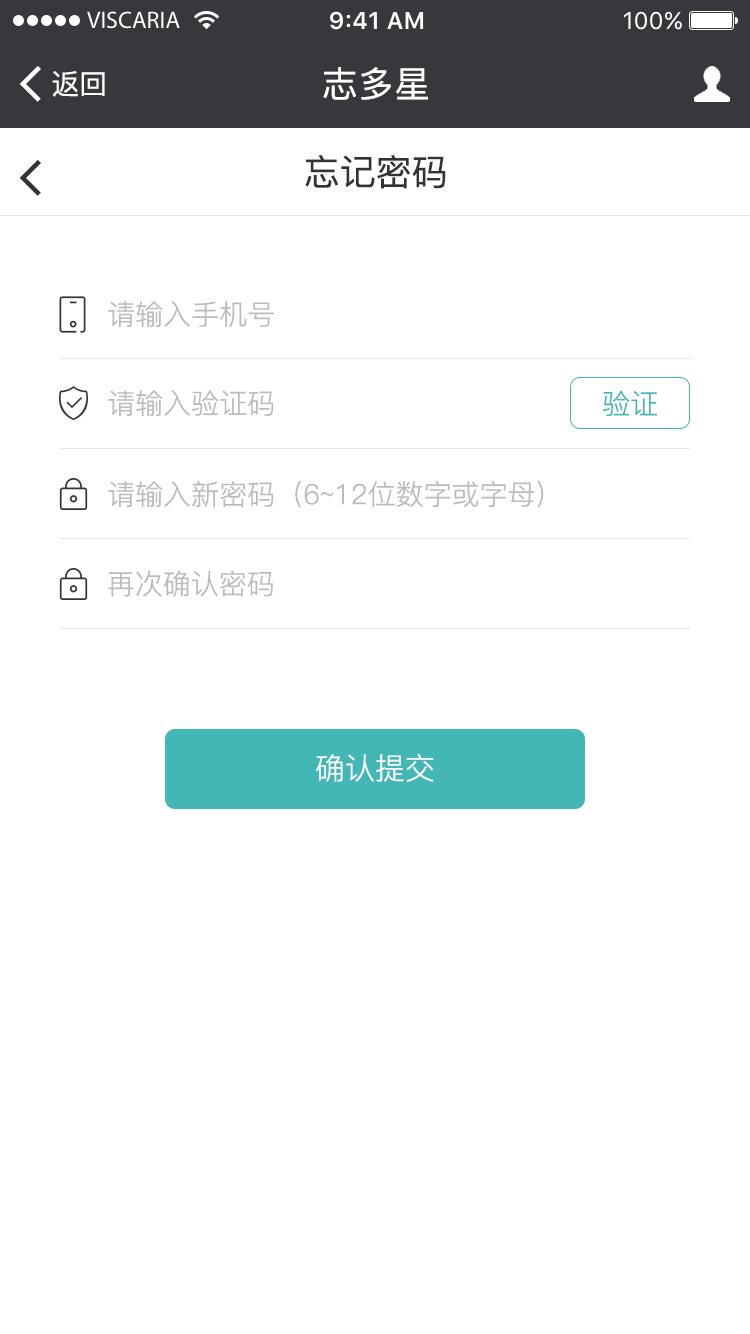 VISCARIA 9:41 AM 100%
返回 志多星
忘记密码
请输入手机号
请输入验证码 验证
请输入新密码（6~12位数字或字母）
再次确认密码
确认提交